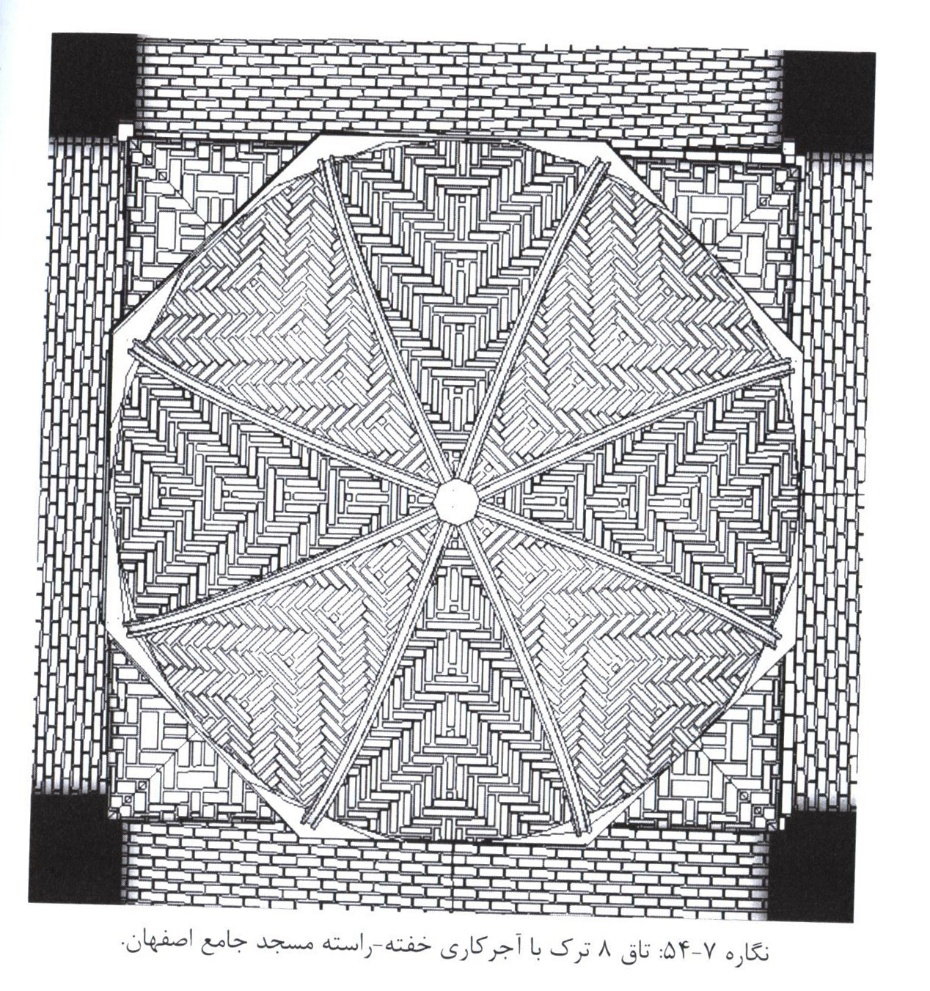 نگاره ۷-۵۴: تاق ۸ ترک با آجرکاری خفته-راسته مسجد جامع اصفهان.